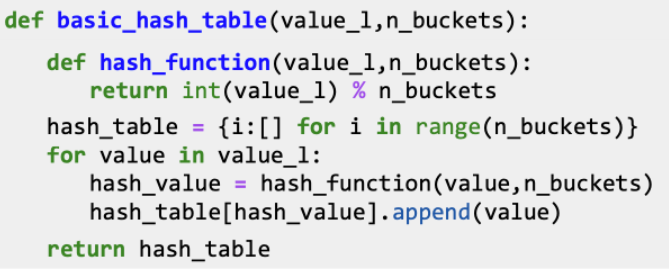 def basic_hash_table(value_l,n_buckets):
def hash_function(value_l,n_buckets):
return int(value_l) % n_buckets
hash_table = {i:[] for i in range(n_buckets)}
for value in value_l:
hash_value = hash_function(value,n_buckets)
hash_table[hash_value].append(value)
return hash_table